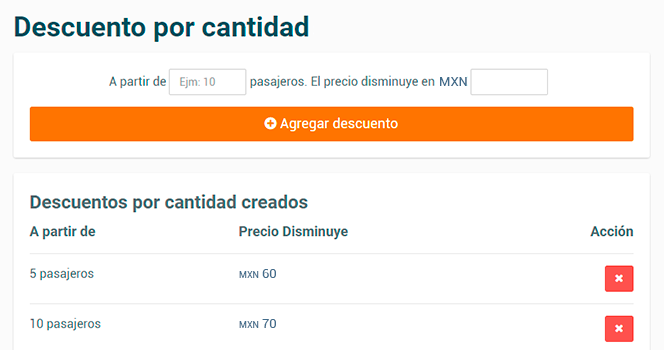 Descuento por cantidad
A partir de Ejm: 10 pasajeros. El precio disminuye en MXN
Agregar descuento
Descuentos por cantidad creados
A partir de Precio Disminuye Acción
5 pasajeros MXN 60
10 pasajeros MXN 70